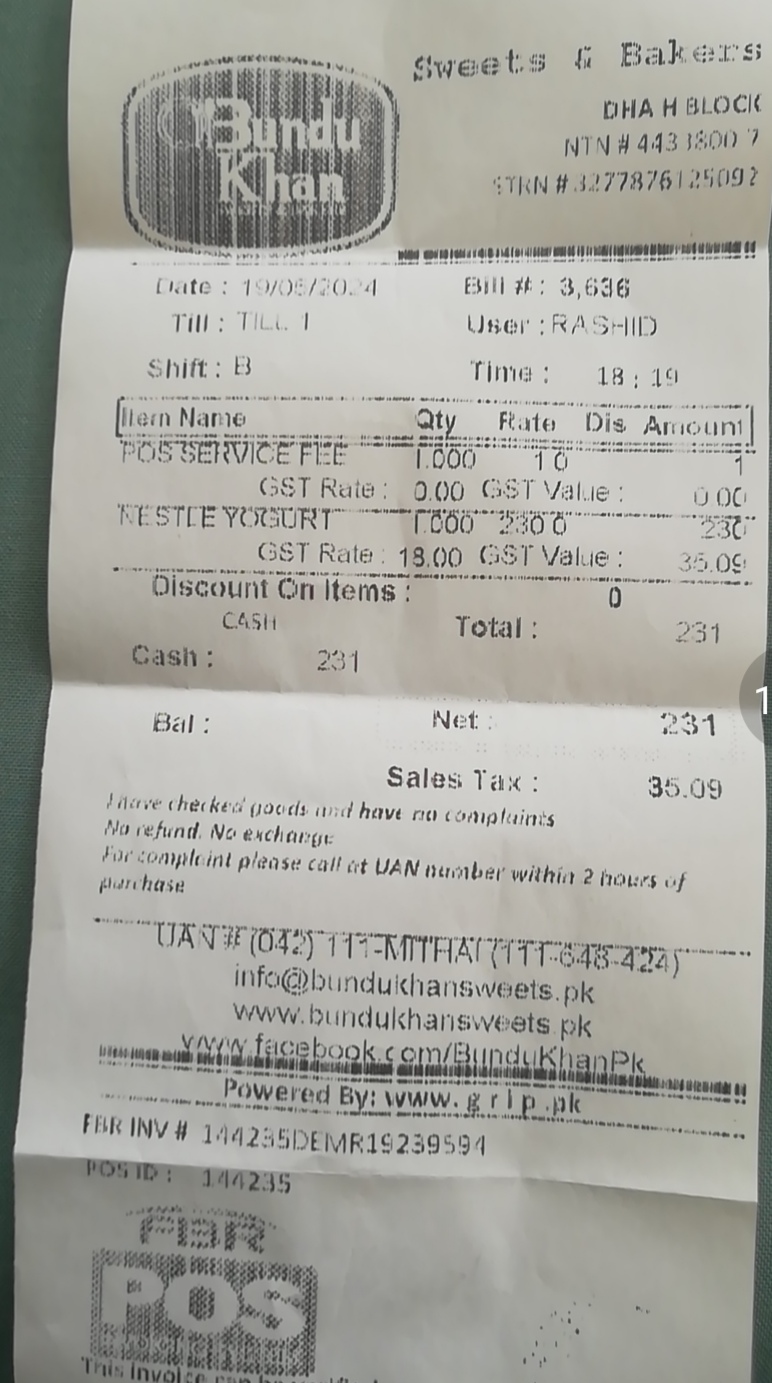 Bundu
Khan
Sweets & Bakers
DHA H BLOCK
NTN # 4433800 7
STRN # 3277876125092
Date : 19/05/2024 Bill #: 3,636
Till : TILL 1 User : RASHID
Shift : B Time : 18 : 19
Item Name Qty Rate Dis Amount
POS SERVICE FEE 1.000 1 0 1
GST Rate : 0.00 GST Value : 0.00
NESTLE YOGURT 1.000 230 0 230
GST Rate : 18.00 GST Value : 35.09
Discount On Items : 0
CASH Total : 231
Cash : 231
Bal : Net : 231
Sales Tax : 35.09
I have checked goods and have no complaints
No refund. No exchange
For complaint please call at UAN number within 2 hours of
purchase
UAN # (042) 111-MITHAI (111-648-424)
info@bundukhansweets.pk
www.bundukhansweets.pk
www.facebook.com/BunduKhanPk
Powered By: www. g r i p .pk
FBR INV # 144235DEMR19239594
POS ID : 144235
FBR
POS
This Invoice can be
1